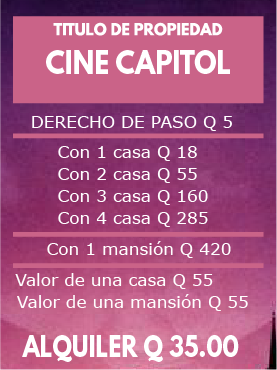 TITULO DE PROPIEDAD
CINE CAPITOL
DERECHO DE PASO Q 5
Con 1 casa Q 18
Con 2 casa Q 55
Con 3 casa Q 160
Con 4 casa Q 285
Con 1 mansión Q 420
Valor de una casa Q 55
Valor de una mansión Q 55
ALQUILER Q 35.00